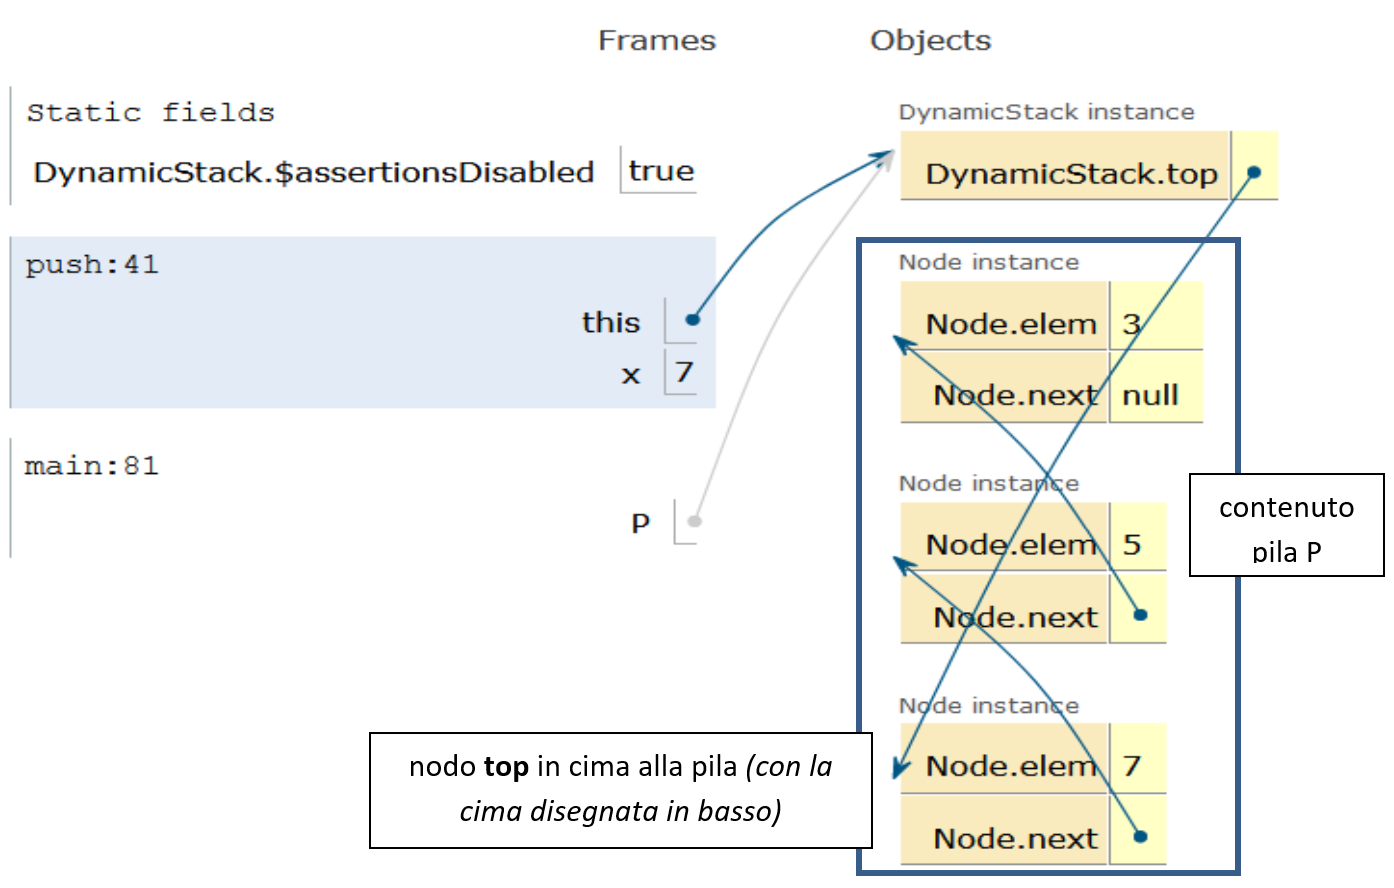 Frames Objects
Static fields
DynamicStack.$assertionsDisabled true
push:41
this
x 7
main:81
P
DynamicStack instance
DynamicStack.top
Node instance
Node.elem 3
Node.next null
Node instance
Node.elem 5
Node.next
Node instance
Node.elem 7
Node.next
contenuto
pila P
nodo top in cima alla pila (con la
cima disegnata in basso)